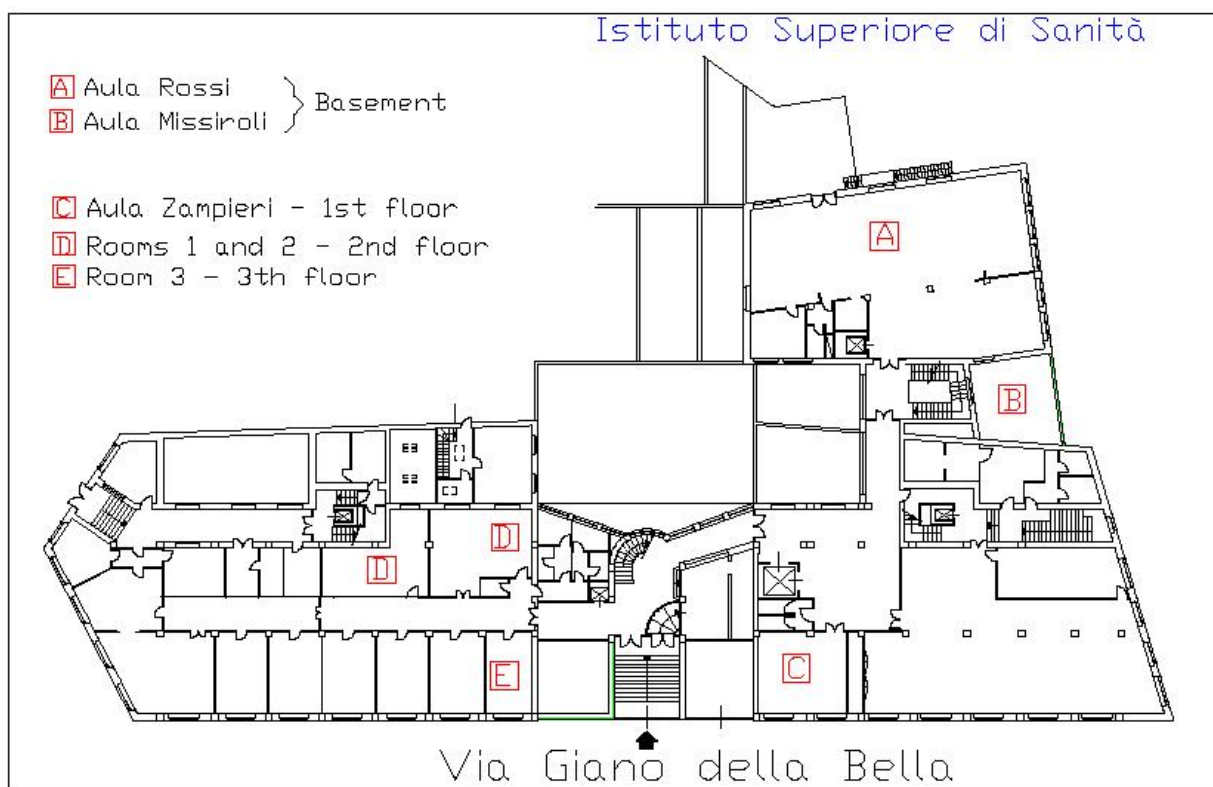 Istituto Superiore di Sanità
A Aula Rossi
B Aula Missiroli
Basement
C Aula Zampieri - 1st floor
D Rooms 1 and 2 - 2nd floor
E Room 3 - 3th floor
A
B
D
D
E
C
Via Giano della Bella